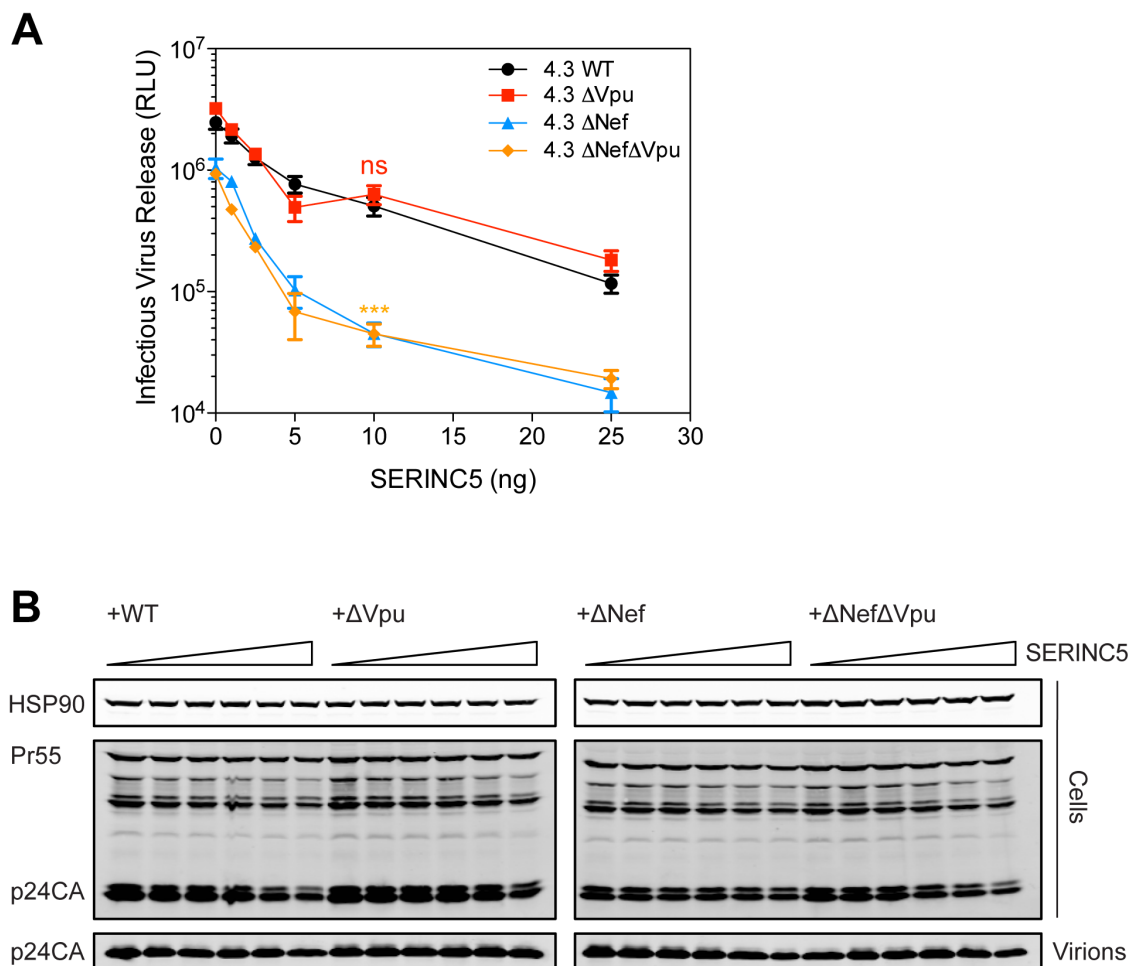 A
Infectious Virus Release (RLU)
10⁷
10⁶
10⁵
10⁴
4.3 WT
4.3 ΔVpu
4.3 ΔNef
4.3 ΔNefΔVpu
ns
***
0 5 10 15 20 25 30
SERINC5 (ng)
B
+WT +ΔVpu +ΔNef +ΔNefΔVpu
SERINC5
HSP90
Pr55
Cells
p24CA
p24CA Virions